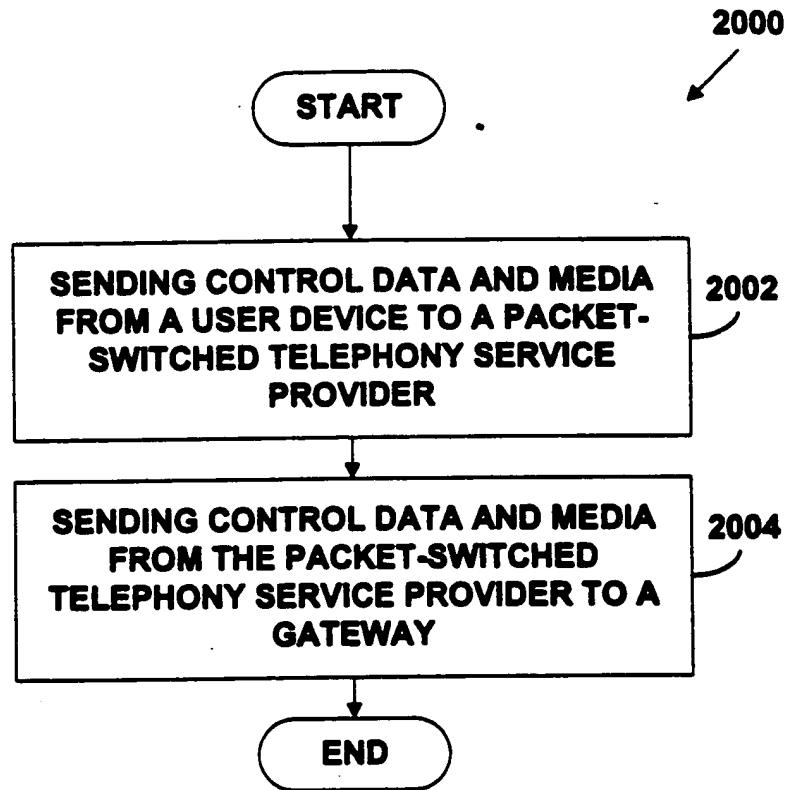 2000
START
SENDING CONTROL DATA AND MEDIA
FROM A USER DEVICE TO A PACKET-
SWITCHED TELEPHONY SERVICE
PROVIDER
2002
SENDING CONTROL DATA AND MEDIA
FROM THE PACKET-SWITCHED
TELEPHONY SERVICE PROVIDER TO A
GATEWAY
2004
END